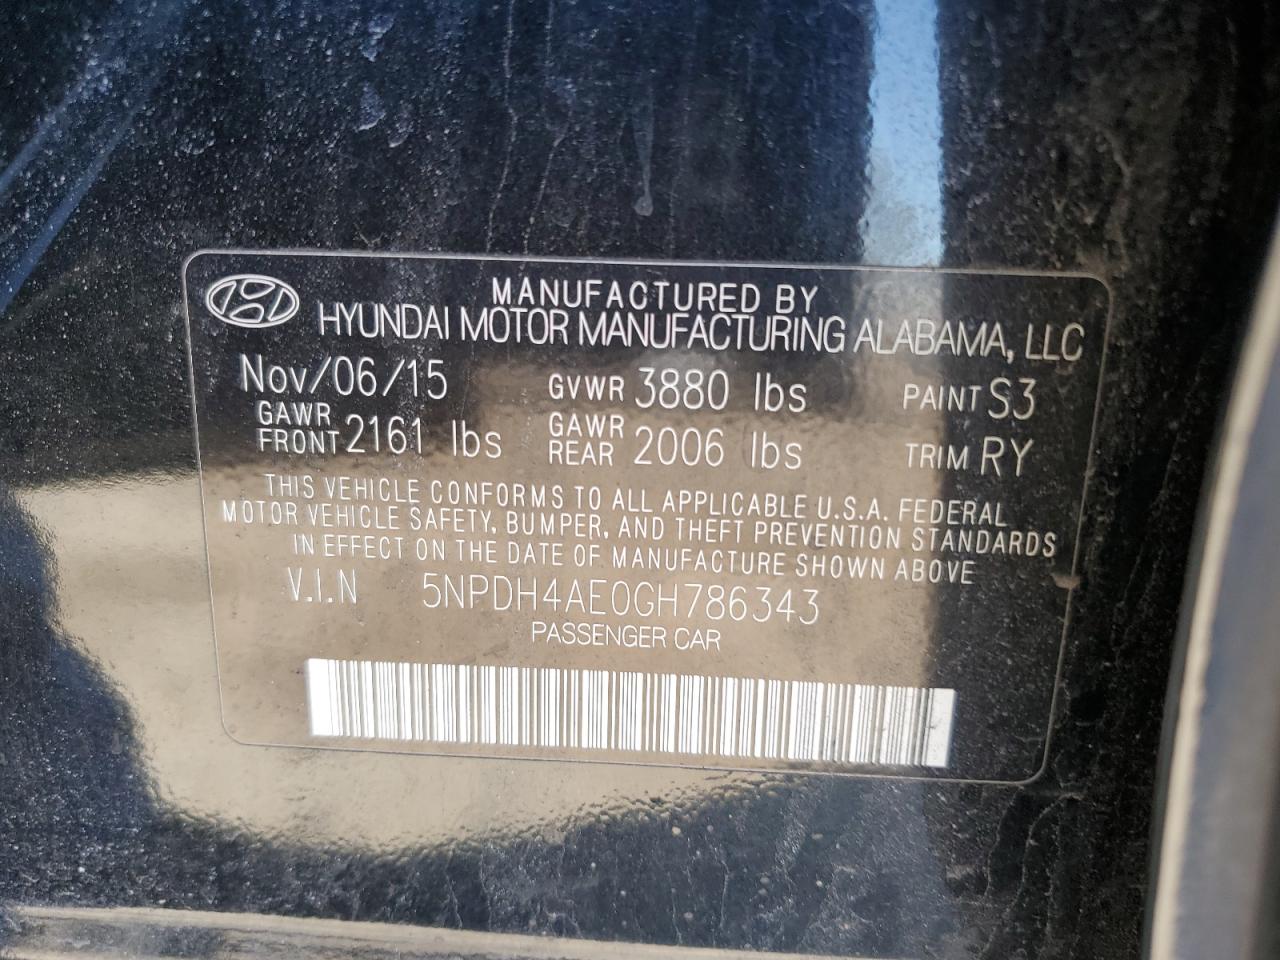 MANUFACTURED BY
HYUNDAI MOTOR MANUFACTURING ALABAMA, LLC
Nov/06/15 GVWR 3880 lbs PAINT S3
GAWR FRONT 2161 lbs GAWR REAR 2006 lbs TRIM RY
THIS VEHICLE CONFORMS TO ALL APPLICABLE U.S.A. FEDERAL
MOTOR VEHICLE SAFETY, BUMPER, AND THEFT PREVENTION STANDARDS
IN EFFECT ON THE DATE OF MANUFACTURE SHOWN ABOVE
V.I.N 5NPDH4AE0GH786343
PASSENGER CAR